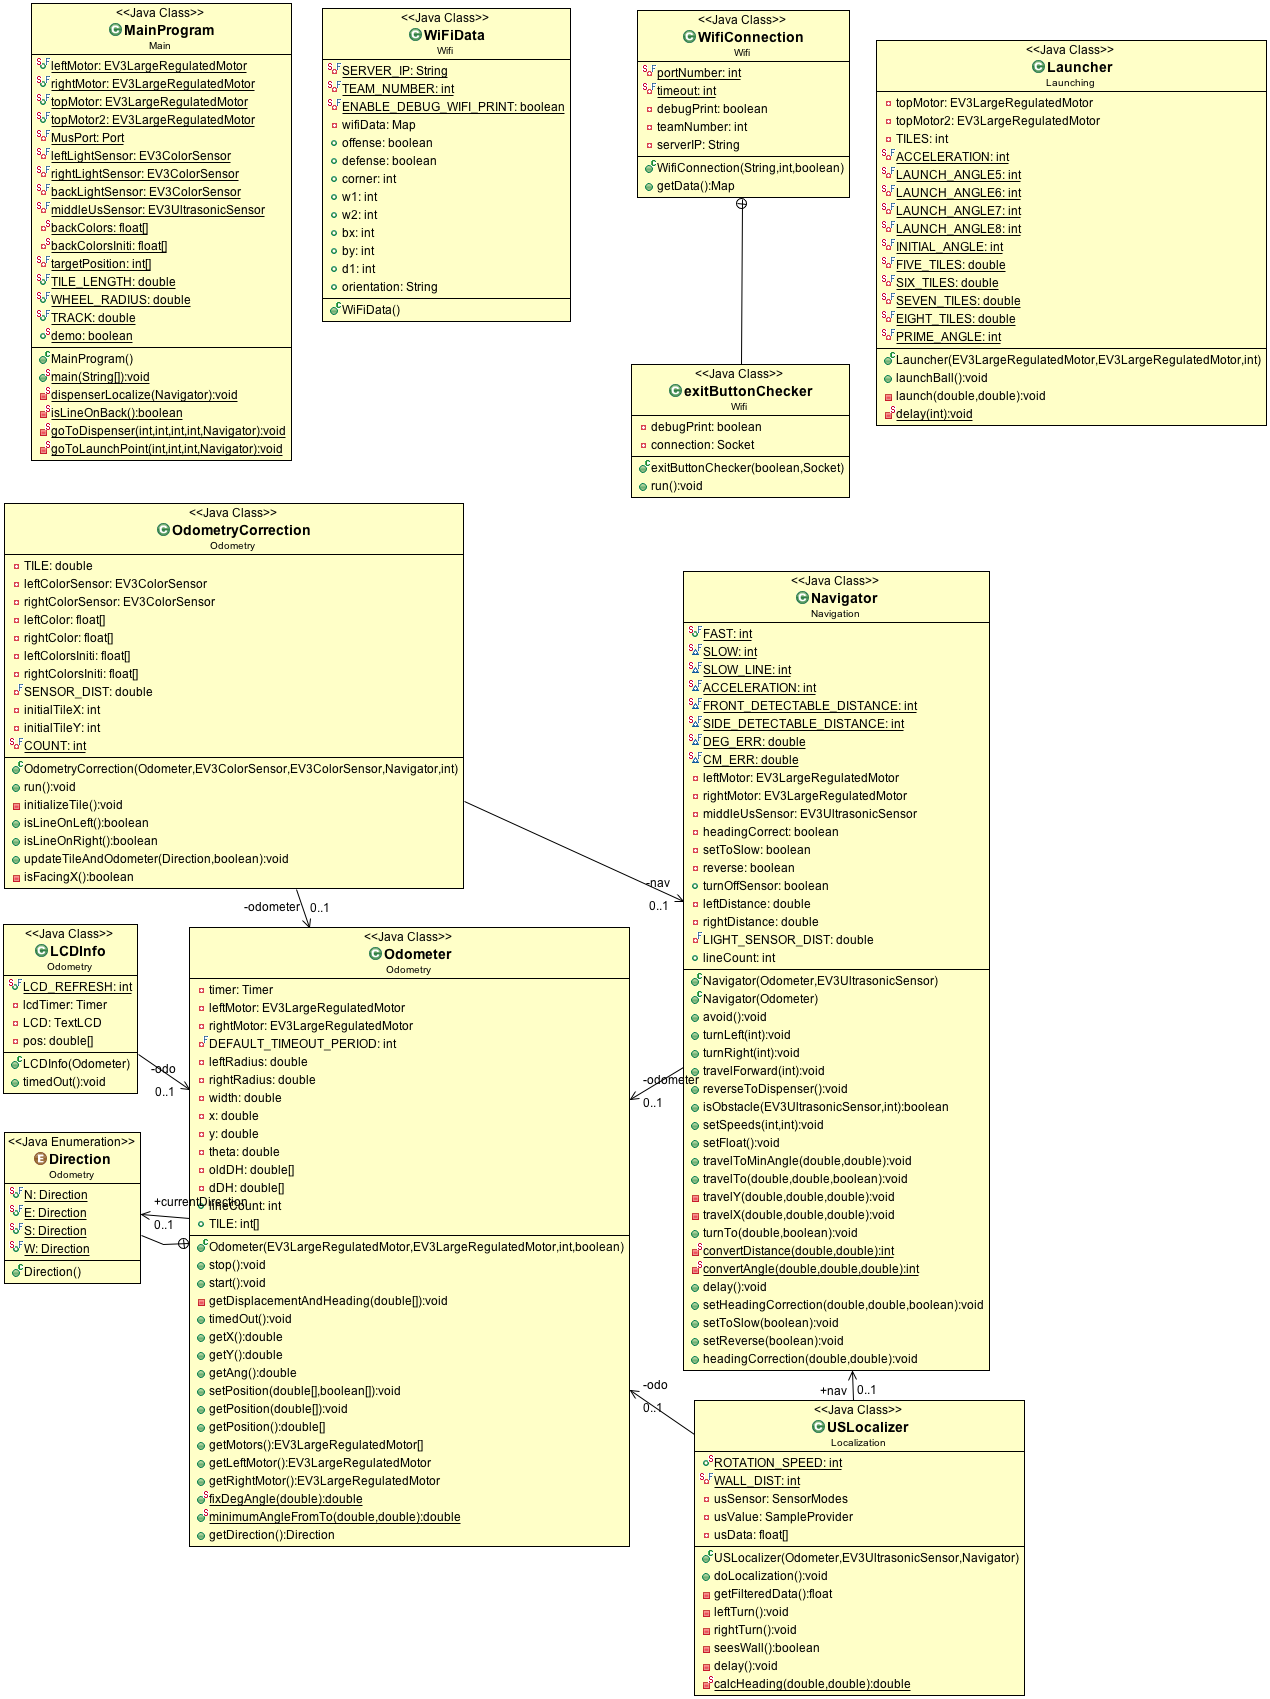 <<Java Class>>
MainProgram
Main
leftMotor: EV3LargeRegulatedMotor
rightMotor: EV3LargeRegulatedMotor
topMotor: EV3LargeRegulatedMotor
topMotor2: EV3LargeRegulatedMotor
MusPort: Port
leftLightSensor: EV3ColorSensor
rightLightSensor: EV3ColorSensor
backLightSensor: EV3ColorSensor
middleUsSensor: EV3UltrasonicSensor
backColors: float[]
backColorsIniti: float[]
targetPosition: int[]
TILE_LENGTH: double
WHEEL_RADIUS: double
TRACK: double
demo: boolean
MainProgram()
main(String[]):void
dispenserLocalize(Navigator):void
isLineOnBack():boolean
goToDispenser(int,int,int,int,Navigator):void
goToLaunchPoint(int,int,int,Navigator):void
<<Java Class>>
WiFiData
Wifi
SERVER_IP: String
TEAM_NUMBER: int
ENABLE_DEBUG_WIFI_PRINT: boolean
wifiData: Map
offense: boolean
defense: boolean
corner: int
w1: int
w2: int
bx: int
by: int
d1: int
orientation: String
WiFiData()
<<Java Class>>
WifiConnection
Wifi
portNumber: int
timeout: int
debugPrint: boolean
teamNumber: int
serverIP: String
WifiConnection(String,int,boolean)
getData():Map
<<Java Class>>
Launcher
Launching
topMotor: EV3LargeRegulatedMotor
topMotor2: EV3LargeRegulatedMotor
TILES: int
ACCELERATION: int
LAUNCH_ANGLE5: int
LAUNCH_ANGLE6: int
LAUNCH_ANGLE7: int
LAUNCH_ANGLE8: int
INITIAL_ANGLE: int
FIVE_TILES: double
SIX_TILES: double
SEVEN_TILES: double
EIGHT_TILES: double
PRIME_ANGLE: int
Launcher(EV3LargeRegulatedMotor,EV3LargeRegulatedMotor,int)
launchBall():void
launch(double,double):void
delay(int):void
<<Java Class>>
exitButtonChecker
Wifi
debugPrint: boolean
connection: Socket
exitButtonChecker(boolean,Socket)
run():void
<<Java Class>>
OdometryCorrection
Odometry
TILE: double
leftColorSensor: EV3ColorSensor
rightColorSensor: EV3ColorSensor
leftColor: float[]
rightColor: float[]
leftColorsIniti: float[]
rightColorsIniti: float[]
SENSOR_DIST: double
initialTileX: int
initialTileY: int
COUNT: int
OdometryCorrection(Odometer,EV3ColorSensor,EV3ColorSensor,Navigator,int)
run():void
initializeTile():void
isLineOnLeft():boolean
isLineOnRight():boolean
updateTileAndOdometer(Direction,boolean):void
isFacingX():boolean
-nav
0..1
-odometer
0..1
<<Java Class>>
Navigator
Navigation
FAST: int
SLOW: int
SLOW_LINE: int
ACCELERATION: int
FRONT_DETECTABLE_DISTANCE: int
SIDE_DETECTABLE_DISTANCE: int
DEG_ERR: double
CM_ERR: double
leftMotor: EV3LargeRegulatedMotor
rightMotor: EV3LargeRegulatedMotor
middleUsSensor: EV3UltrasonicSensor
headingCorrect: boolean
setToSlow: boolean
reverse: boolean
turnOffSensor: boolean
leftDistance: double
rightDistance: double
LIGHT_SENSOR_DIST: double
lineCount: int
Navigator(Odometer,EV3UltrasonicSensor)
Navigator(Odometer)
avoid():void
turnLeft(int):void
turnRight(int):void
travelForward(int):void
reverseToDispenser():void
isObstacle(EV3UltrasonicSensor,int):boolean
setSpeeds(int,int):void
setFloat():void
travelToMinAngle(double,double):void
travelTo(double,double,boolean):void
travelY(double,double,double):void
travelX(double,double,double):void
turnTo(double,boolean):void
convertDistance(double,double):int
convertAngle(double,double,double):int
delay():void
setHeadingCorrection(double,double,boolean):void
setToSlow(boolean):void
setReverse(boolean):void
headingCorrection(double,double):void
<<Java Class>>
LCDInfo
Odometry
LCD_REFRESH: int
lcdTimer: Timer
LCD: TextLCD
pos: double[]
LCDInfo(Odometer)
timedOut():void
-odo
0..1
<<Java Class>>
Odometer
Odometry
timer: Timer
leftMotor: EV3LargeRegulatedMotor
rightMotor: EV3LargeRegulatedMotor
DEFAULT_TIMEOUT_PERIOD: int
leftRadius: double
rightRadius: double
width: double
x: double
y: double
theta: double
oldDH: double[]
dDH: double[]
lineCount: int
TILE: int[]
Odometer(EV3LargeRegulatedMotor,EV3LargeRegulatedMotor,int,boolean)
stop():void
start():void
getDisplacementAndHeading(double[]):void
timedOut():void
getX():double
getY():double
getAng():double
setPosition(double[],boolean[]):void
getPosition(double[]):void
getPosition():double[]
getMotors():EV3LargeRegulatedMotor[]
getLeftMotor():EV3LargeRegulatedMotor
getRightMotor():EV3LargeRegulatedMotor
fixDegAngle(double):double
minimumAngleFromTo(double,double):double
getDirection():Direction
-odometer
0..1
<<Java Enumeration>>
Direction
Odometry
N: Direction
E: Direction
S: Direction
W: Direction
Direction()
+currentDirection
0..1
-odo
0..1
+nav
0..1
<<Java Class>>
USLocalizer
Localization
ROTATION_SPEED: int
WALL_DIST: int
usSensor: SensorModes
usValue: SampleProvider
usData: float[]
USLocalizer(Odometer,EV3UltrasonicSensor,Navigator)
doLocalization():void
getFilteredData():float
leftTurn():void
rightTurn():void
seesWall():boolean
delay():void
calcHeading(double,double):double